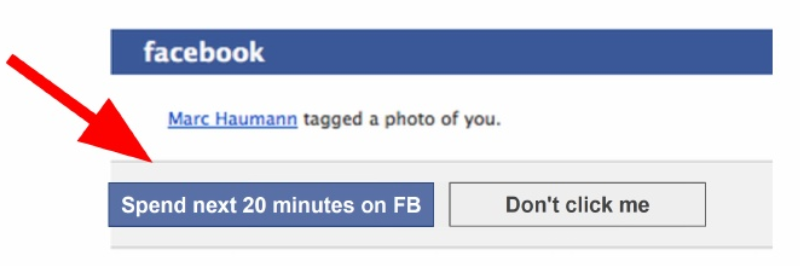 facebook
Marc Haumann tagged a photo of you.
Spend next 20 minutes on FB
Don't click me